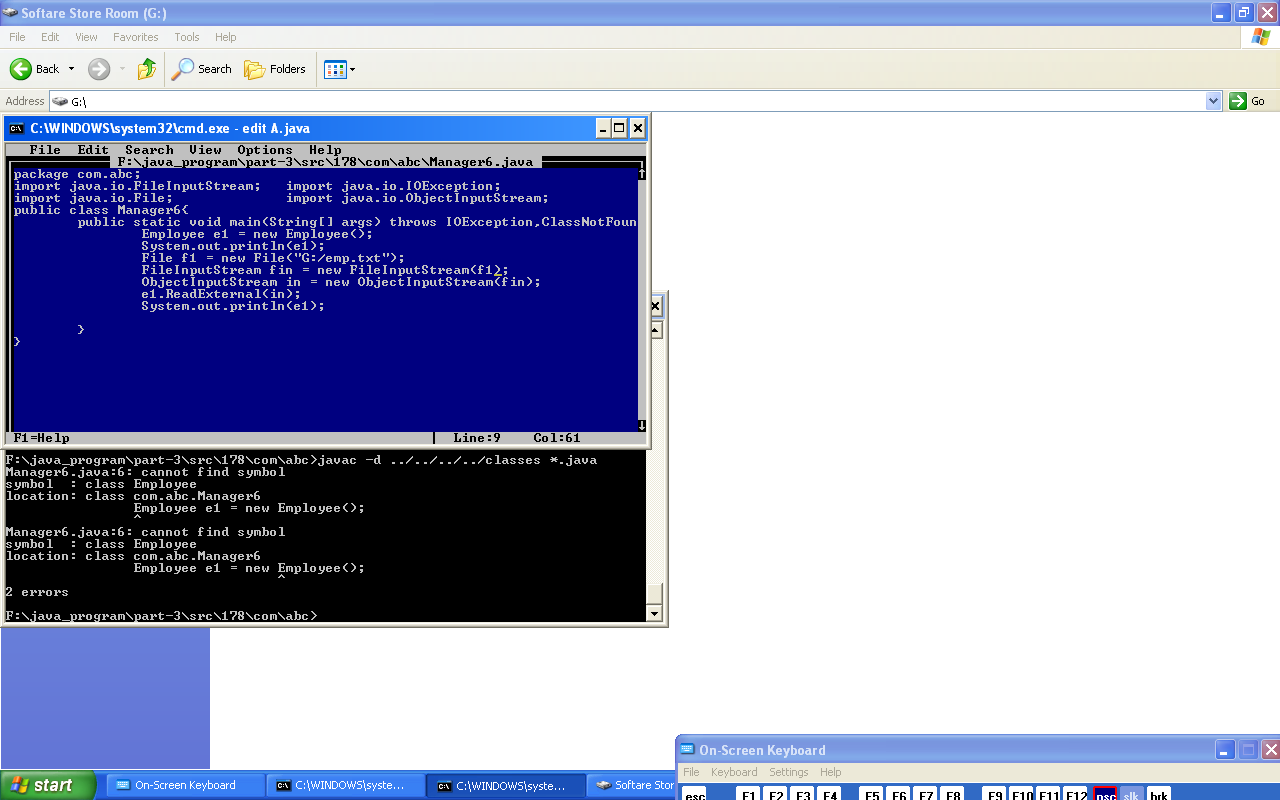 Softare Store Room (G:)
File Edit View Favorites Tools Help
Back Search Folders
Address G:\ Go
C:\WINDOWS\system32\cmd.exe - edit A.java
File Edit Search View Options Help
F:\java_program\part-3\src\178\com\abc\Manager6.java
package com.abc;
import java.io.FileInputStream; import java.io.IOException;
import java.io.File; import java.io.ObjectInputStream;
public class Manager6{
public static void main(String[] args) throws IOException,ClassNotFoun
Employee e1 = new Employee();
System.out.println(e1);
File f1 = new File("G:/emp.txt");
FileInputStream fin = new FileInputStream(f1);
ObjectInputStream in = new ObjectInputStream(fin);
e1.ReadExternal(in);
System.out.println(e1);
}
}
F1=Help | Line:9 Col:61
F:\java_program\part-3\src\178\com\abc>javac -d ../../../../classes *.java
Manager6.java:6: cannot find symbol
symbol : class Employee
location: class com.abc.Manager6
Employee e1 = new Employee();
^
Manager6.java:6: cannot find symbol
symbol : class Employee
location: class com.abc.Manager6
Employee e1 = new Employee();
^
2 errors
F:\java_program\part-3\src\178\com\abc>
On-Screen Keyboard
File Keyboard Settings Help
esc F1 F2 F3 F4 F5 F6 F7 F8 F9 F10 F11 F12 psc slk brk
start On-Screen Keyboard C:\WINDOWS\syste... C:\WINDOWS\syste... Softare Stor